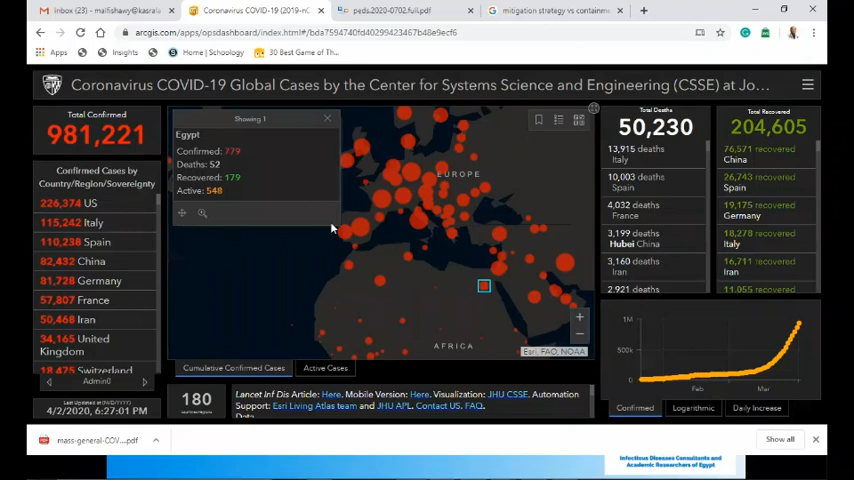 Inbox (23) - malfishawy@kasrala
Coronavirus COVID-19 (2019-nC
peds.2020-0702.full.pdf
mitigation strategy vs containme
arcgis.com/apps/opsdashboard/index.html#/bda7594740fd40299423467b48e9ecf6
Apps
Insights
Home | Schoology
30 Best Game of Th...
Coronavirus COVID-19 Global Cases by the Center for Systems Science and Engineering (CSSE) at Jo...
Total Confirmed
981,221
Confirmed Cases by
Country/Region/Sovereignty
226,374 US
115,242 Italy
110,238 Spain
82,432 China
81,728 Germany
57,807 France
50,468 Iran
34,165 United
Kingdom
18,475 Switzerland
Admin0
Last Updated at (M/D/YYYY)
4/2/2020, 6:27:01 PM
Showing 1
Egypt
Confirmed: 779
Deaths: 52
Recovered: 179
Active: 548
EUROPE
AFRICA
Esri, FAO, NOAA
Cumulative Confirmed Cases
Active Cases
180
countries/regions
Lancet Inf Dis Article: Here. Mobile Version: Here. Visualization: JHU CSSE. Automation
Support: Esri Living Atlas team and JHU APL. Contact US. FAQ.
Data
Total Deaths
50,230
13,915 deaths
Italy
10,003 deaths
Spain
4,032 deaths
France
3,199 deaths
Hubei China
3,160 deaths
Iran
2,921 deaths
Total Recovered
204,605
76,571 recovered
China
26,743 recovered
Spain
19,175 recovered
Germany
18,278 recovered
Italy
16,711 recovered
Iran
11,055 recovered
1M
500k
0
Feb
Mar
Confirmed
Logarithmic
Daily Increase
mass-general-COV....pdf
Show all
Infectious Diseases Consultants and
Academic Researchers of Egypt